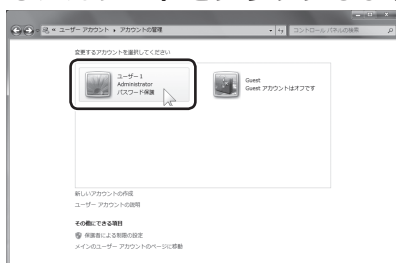 ユーザー アカウント ▸ アカウントの管理
コントロール パネルの検索
変更するアカウントを選択してください
ユーザー1
Administrator
パスワード保護
Guest
Guest アカウントはオフです
新しいアカウントの作成
ユーザー アカウントの説明
その他にできる項目
保護者による制限の設定
メインのユーザー アカウントのページに移動